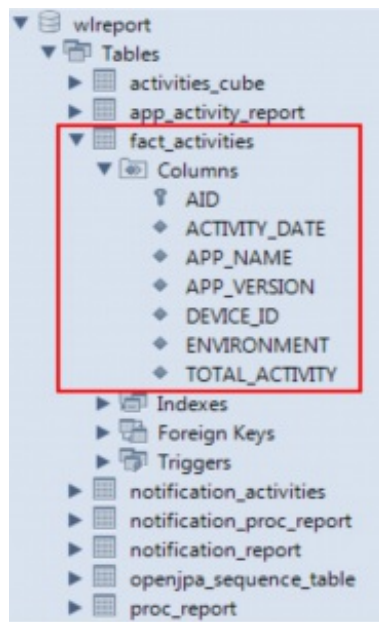 wlreport
Tables
activities_cube
app_activity_report
fact_activities
Columns
AID
ACTIVITY_DATE
APP_NAME
APP_VERSION
DEVICE_ID
ENVIRONMENT
TOTAL_ACTIVITY
Indexes
Foreign Keys
Triggers
notification_activities
notification_proc_report
notification_report
openjpa_sequence_table
proc_report